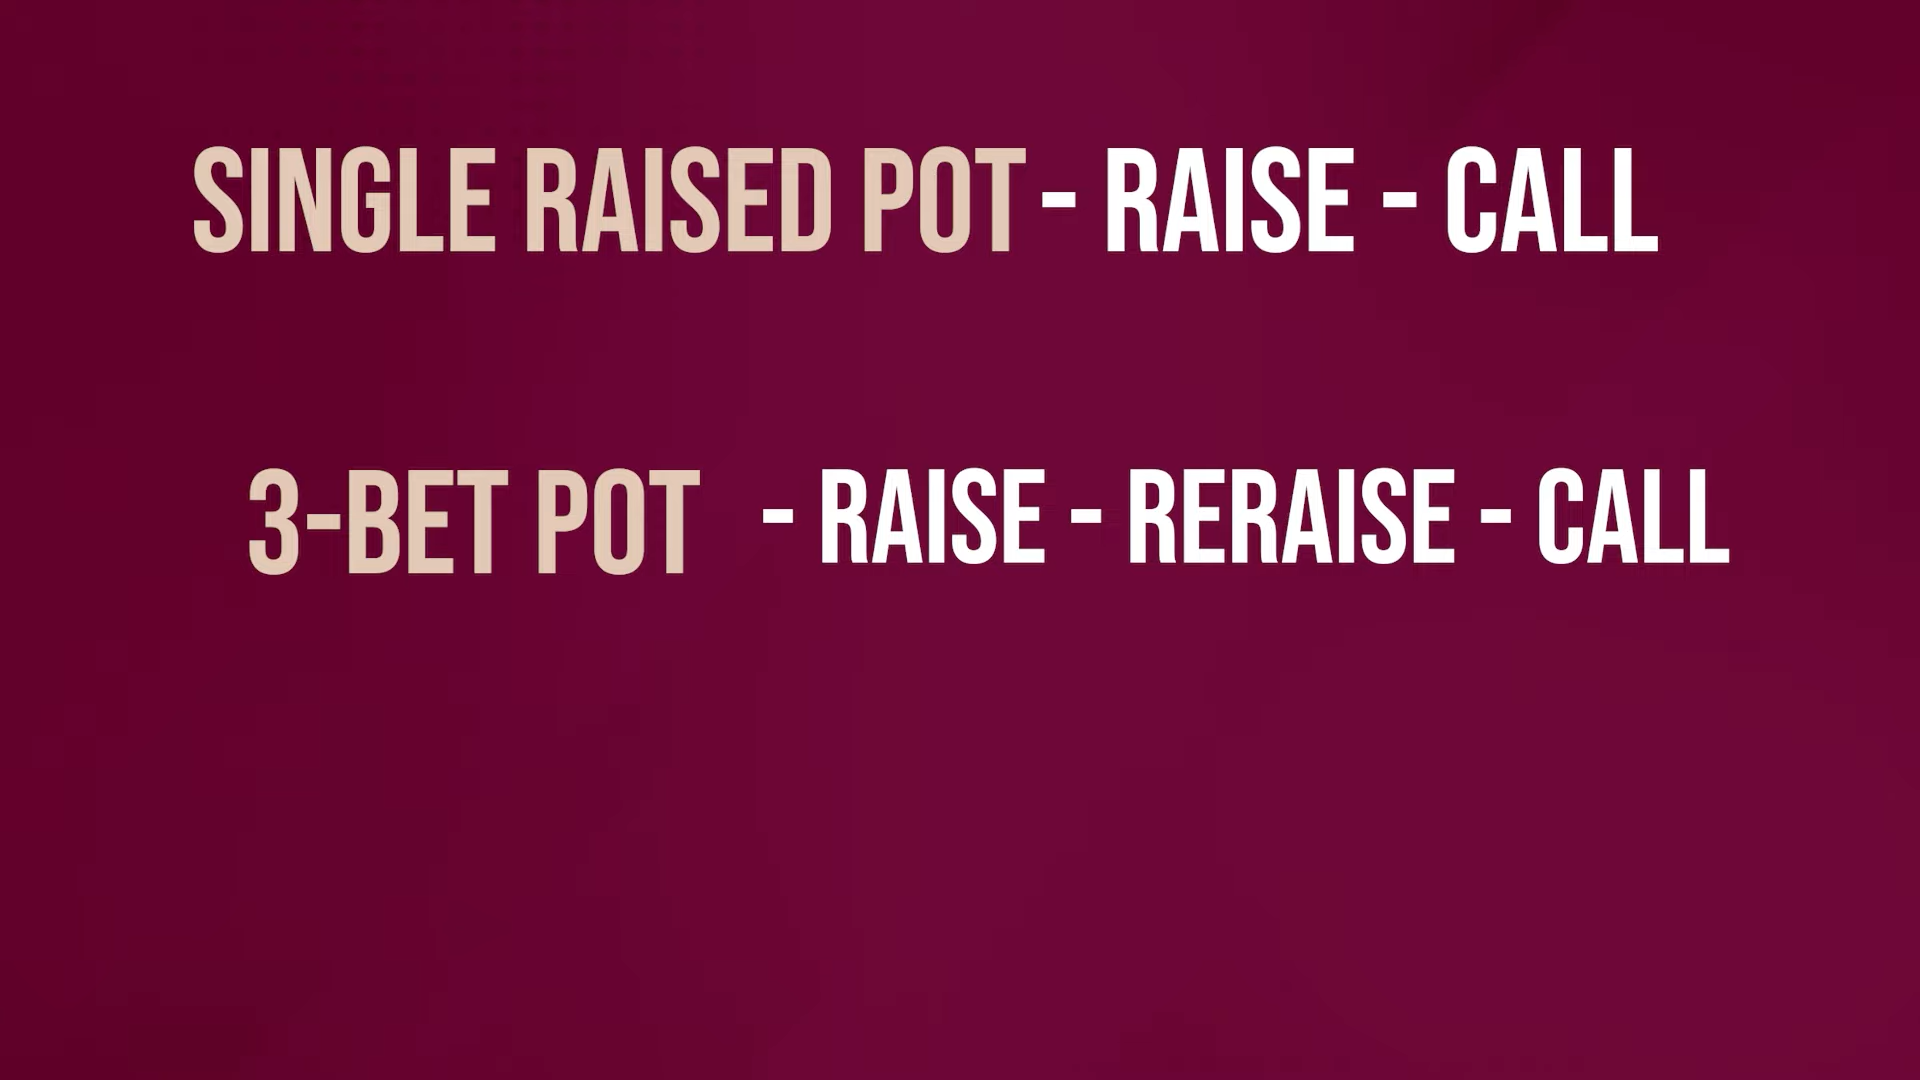 SINGLE RAISED POT - RAISE - CALL
3-BET POT - RAISE - RERAISE - CALL